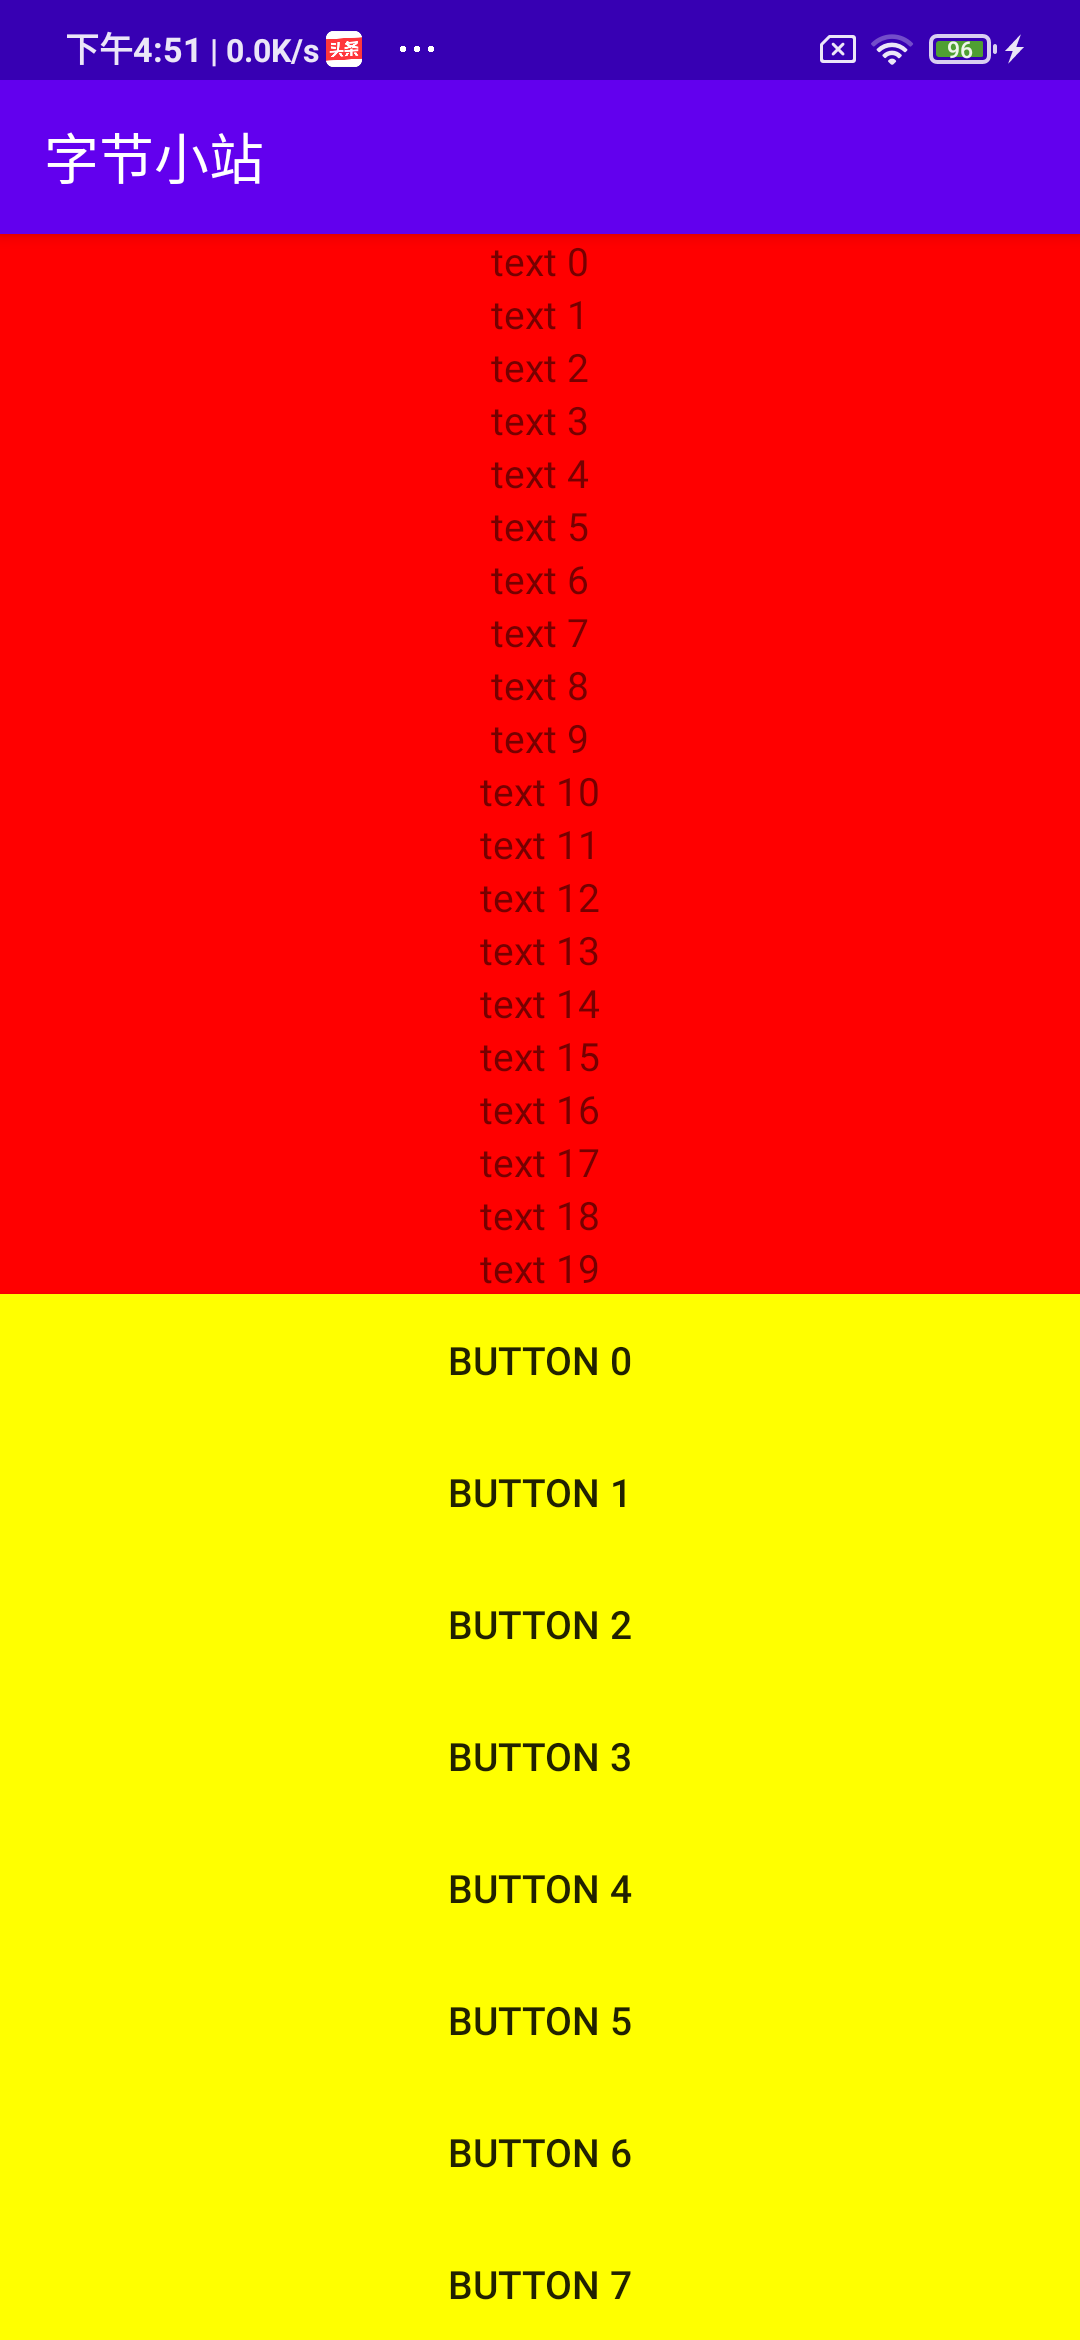 下午4:51 | 0.0K/s 头条 ... 96
字节小站
text 0
text 1
text 2
text 3
text 4
text 5
text 6
text 7
text 8
text 9
text 10
text 11
text 12
text 13
text 14
text 15
text 16
text 17
text 18
text 19
BUTTON 0
BUTTON 1
BUTTON 2
BUTTON 3
BUTTON 4
BUTTON 5
BUTTON 6
BUTTON 7